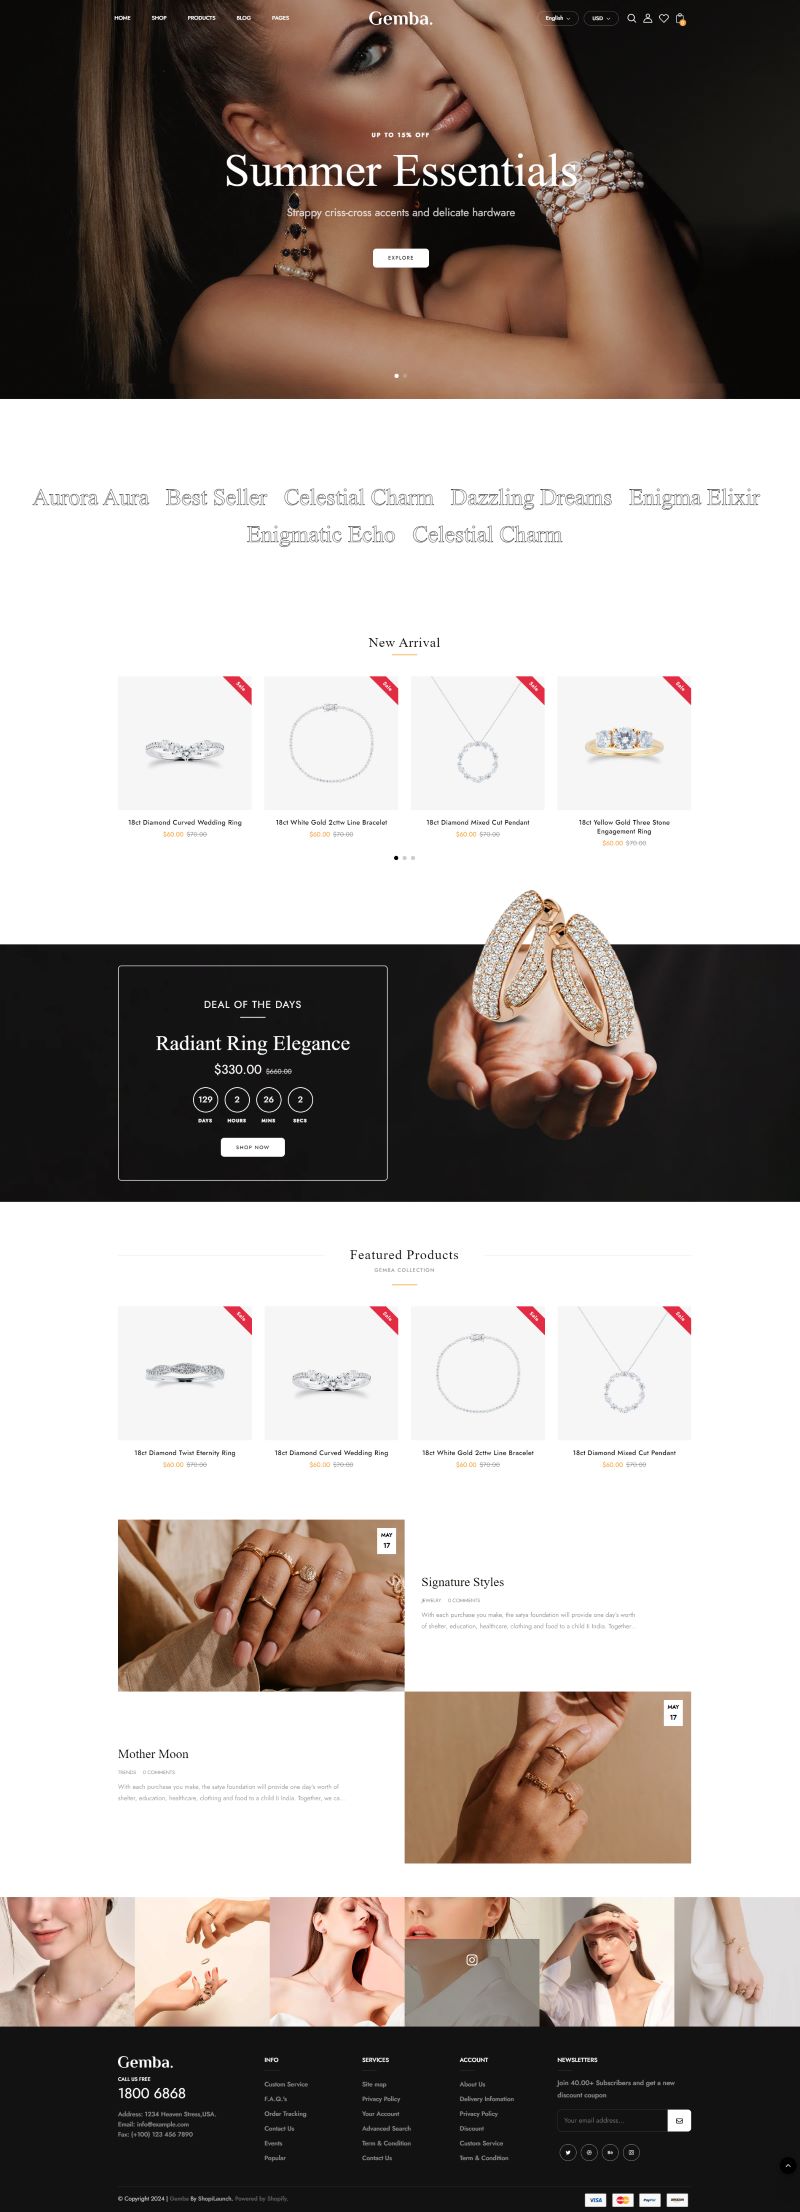 HOME SHOP PRODUCTS BLOG PAGES Gemba. English USD
UP TO 15% OFF
Summer Essentials
Strappy criss-cross accents and delicate hardware
EXPLORE
Aurora Aura Best Seller Celestial Charm Dazzling Dreams Enigma Elixir
Enigmatic Echo Celestial Charm
New Arrival
Sale Sale Sale Sale
18ct Diamond Curved Wedding Ring
$60.00 $70.00
18ct White Gold 2cttw Line Bracelet
$60.00 $70.00
18ct Diamond Mixed Cut Pendant
$60.00 $70.00
18ct Yellow Gold Three Stone
Engagement Ring
$60.00 $70.00
DEAL OF THE DAYS
Radiant Ring Elegance
$330.00 $660.00
129 2 26 2
DAYS HOURS MINS SECS
SHOP NOW
Featured Products
GEMBA COLLECTION
Sale Sale Sale Sale
18ct Diamond Twist Eternity Ring
$60.00 $70.00
18ct Diamond Curved Wedding Ring
$60.00 $70.00
18ct White Gold 2cttw Line Bracelet
$60.00 $70.00
18ct Diamond Mixed Cut Pendant
$60.00 $70.00
MAY
17
Signature Styles
JEWELRY 0 COMMENTS
With each purchase you make, the satya foundation will provide one day's worth
of shelter, education, healthcare, clothing and food to a child li India. Together...
MAY
17
Mother Moon
TRENDS 0 COMMENTS
With each purchase you make, the satya foundation will provide one day's worth of
shelter, education, healthcare, clothing and food to a child li India. Together, we ca...
Gemba.
CALL US FREE
1800 6868
Address: 1234 Heaven Stress,USA.
Email: info@example.com
Fax: (+100) 123 456 7890
INFO
Custom Service
F.A.Q.'s
Order Tracking
Contact Us
Events
Popular
SERVICES
Site map
Privacy Policy
Your Account
Advanced Search
Term & Condition
Contact Us
ACCOUNT
About Us
Delivery Infomation
Privacy Policy
Discount
Custom Service
Term & Condition
NEWSLETTERS
Join 40.00+ Subscribers and get a new
discount coupon
Your email address...
© Copyright 2024 | Gemba By ShopiLaunch. Powered by Shopify.
VISA MasterCard PayPal amazon